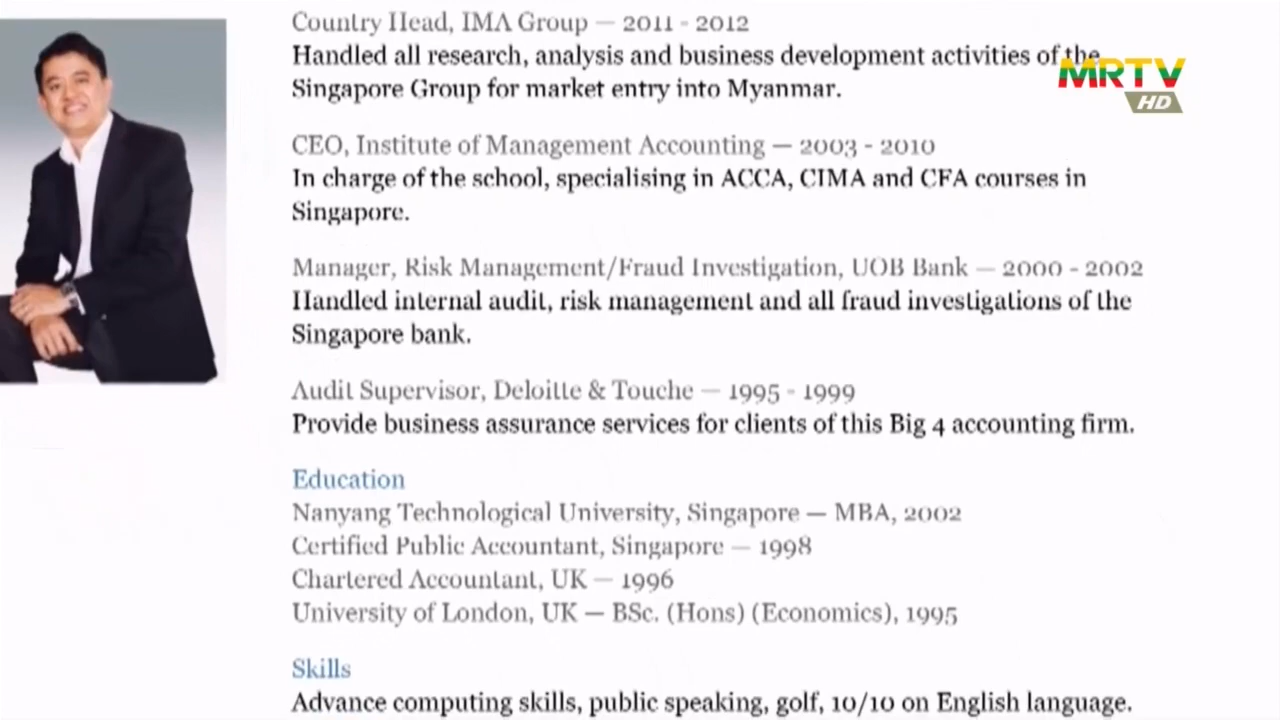 Country Head, IMA Group — 2011 - 2012
Handled all research, analysis and business development activities of the
Singapore Group for market entry into Myanmar.
MRTV
HD
CEO, Institute of Management Accounting — 2003 - 2010
In charge of the school, specialising in ACCA, CIMA and CFA courses in
Singapore.
Manager, Risk Management/Fraud Investigation, UOB Bank — 2000 - 2002
Handled internal audit, risk management and all fraud investigations of the
Singapore bank.
Audit Supervisor, Deloitte & Touche — 1995 - 1999
Provide business assurance services for clients of this Big 4 accounting firm.
Education
Nanyang Technological University, Singapore — MBA, 2002
Certified Public Accountant, Singapore — 1998
Chartered Accountant, UK — 1996
University of London, UK — BSc. (Hons) (Economics), 1995
Skills
Advance computing skills, public speaking, golf, 10/10 on English language.